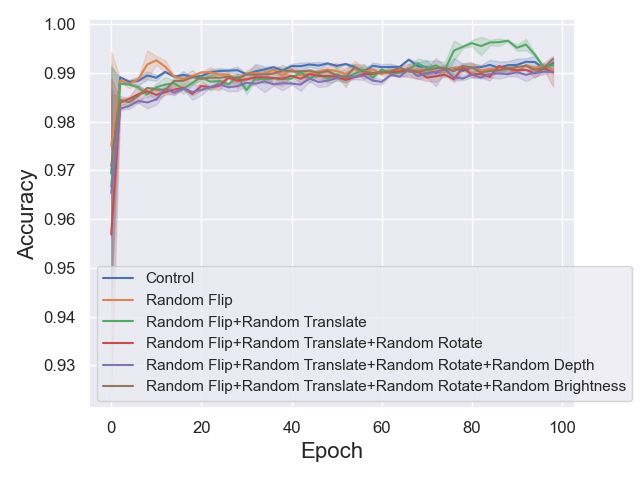 1.00
0.99
0.98
0.97
0.96
0.95
0.94
0.93
Accuracy
Control
Random Flip
Random Flip+Random Translate
Random Flip+Random Translate+Random Rotate
Random Flip+Random Translate+Random Rotate+Random Depth
Random Flip+Random Translate+Random Rotate+Random Brightness
0 20 40 60 80 100
Epoch